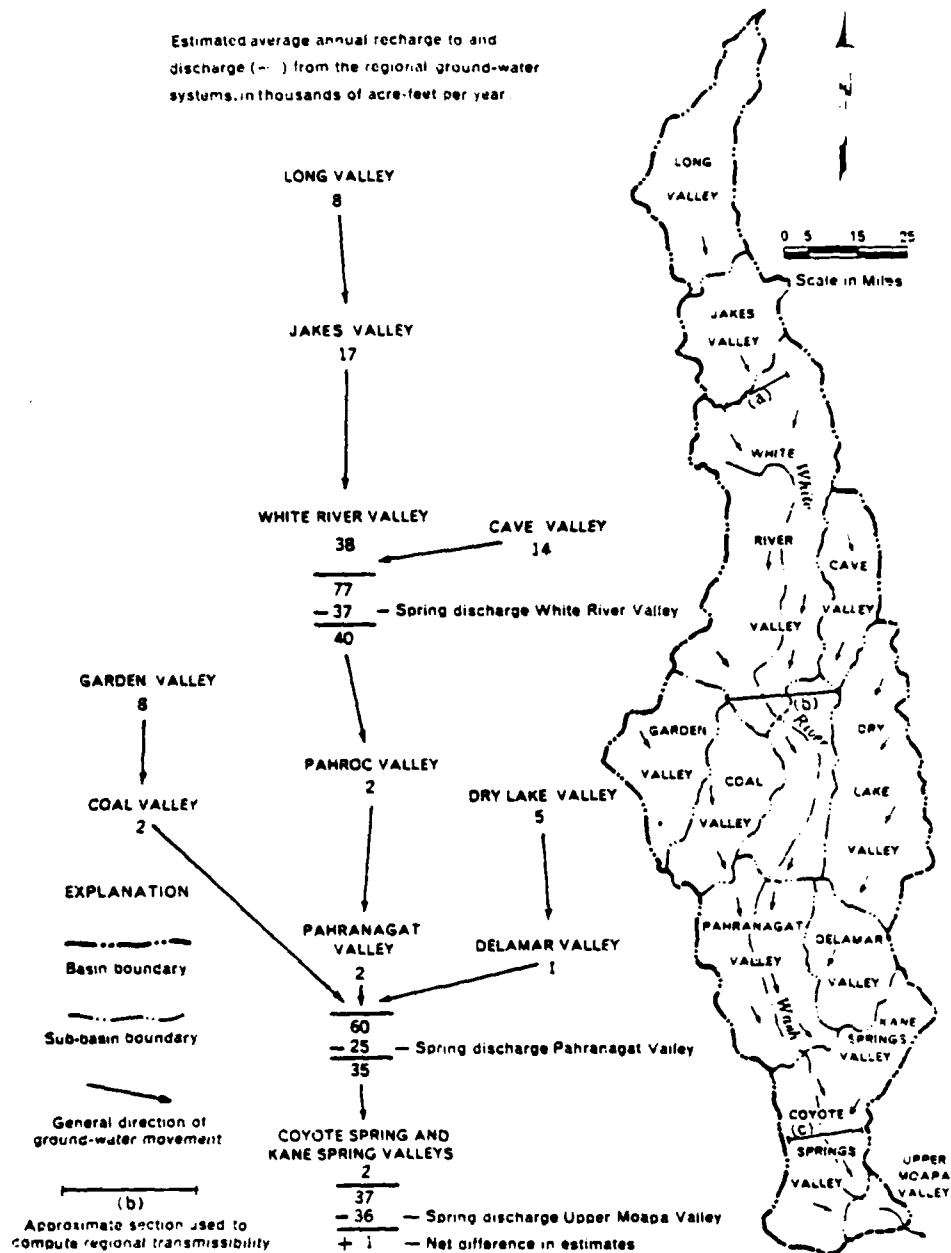 Estimated average annual recharge to and
discharge (— ) from the regional ground-water
systems, in thousands of acre-feet per year.
LONG VALLEY
8
JAKES VALLEY
17
WHITE RIVER VALLEY
38
CAVE VALLEY
14
77
— 37 — Spring discharge White River Valley
40
GARDEN VALLEY
8
COAL VALLEY
2
PAHROC VALLEY
2
DRY LAKE VALLEY
5
PAHRANAGAT
VALLEY
2
DELAMAR VALLEY
1
60
— 25 — Spring discharge Pahranagat Valley
35
COYOTE SPRING AND
KANE SPRING VALLEYS
2
37
— 36 — Spring discharge Upper Moapa Valley
+ 1 — Net difference in estimates
EXPLANATION
Basin boundary
Sub-basin boundary
General direction of
ground-water movement
(b)
Approximate section used to
compute regional transmissibility
N
0 5 15 25
Scale in Miles
LONG
VALLEY
JAKES
VALLEY
(a)
WHITE
White
RIVER
CAVE
VALLEY
VALLEY
(b)
River
GARDEN
VALLEY
COAL
VALLEY
DRY
LAKE
VALLEY
PAHRANAGAT
VALLEY
Wash
DELAMAR
VALLEY
KANE
SPRINGS
VALLEY
COYOTE
(c)
SPRINGS
VALLEY
UPPER
MOAPA
VALLEY